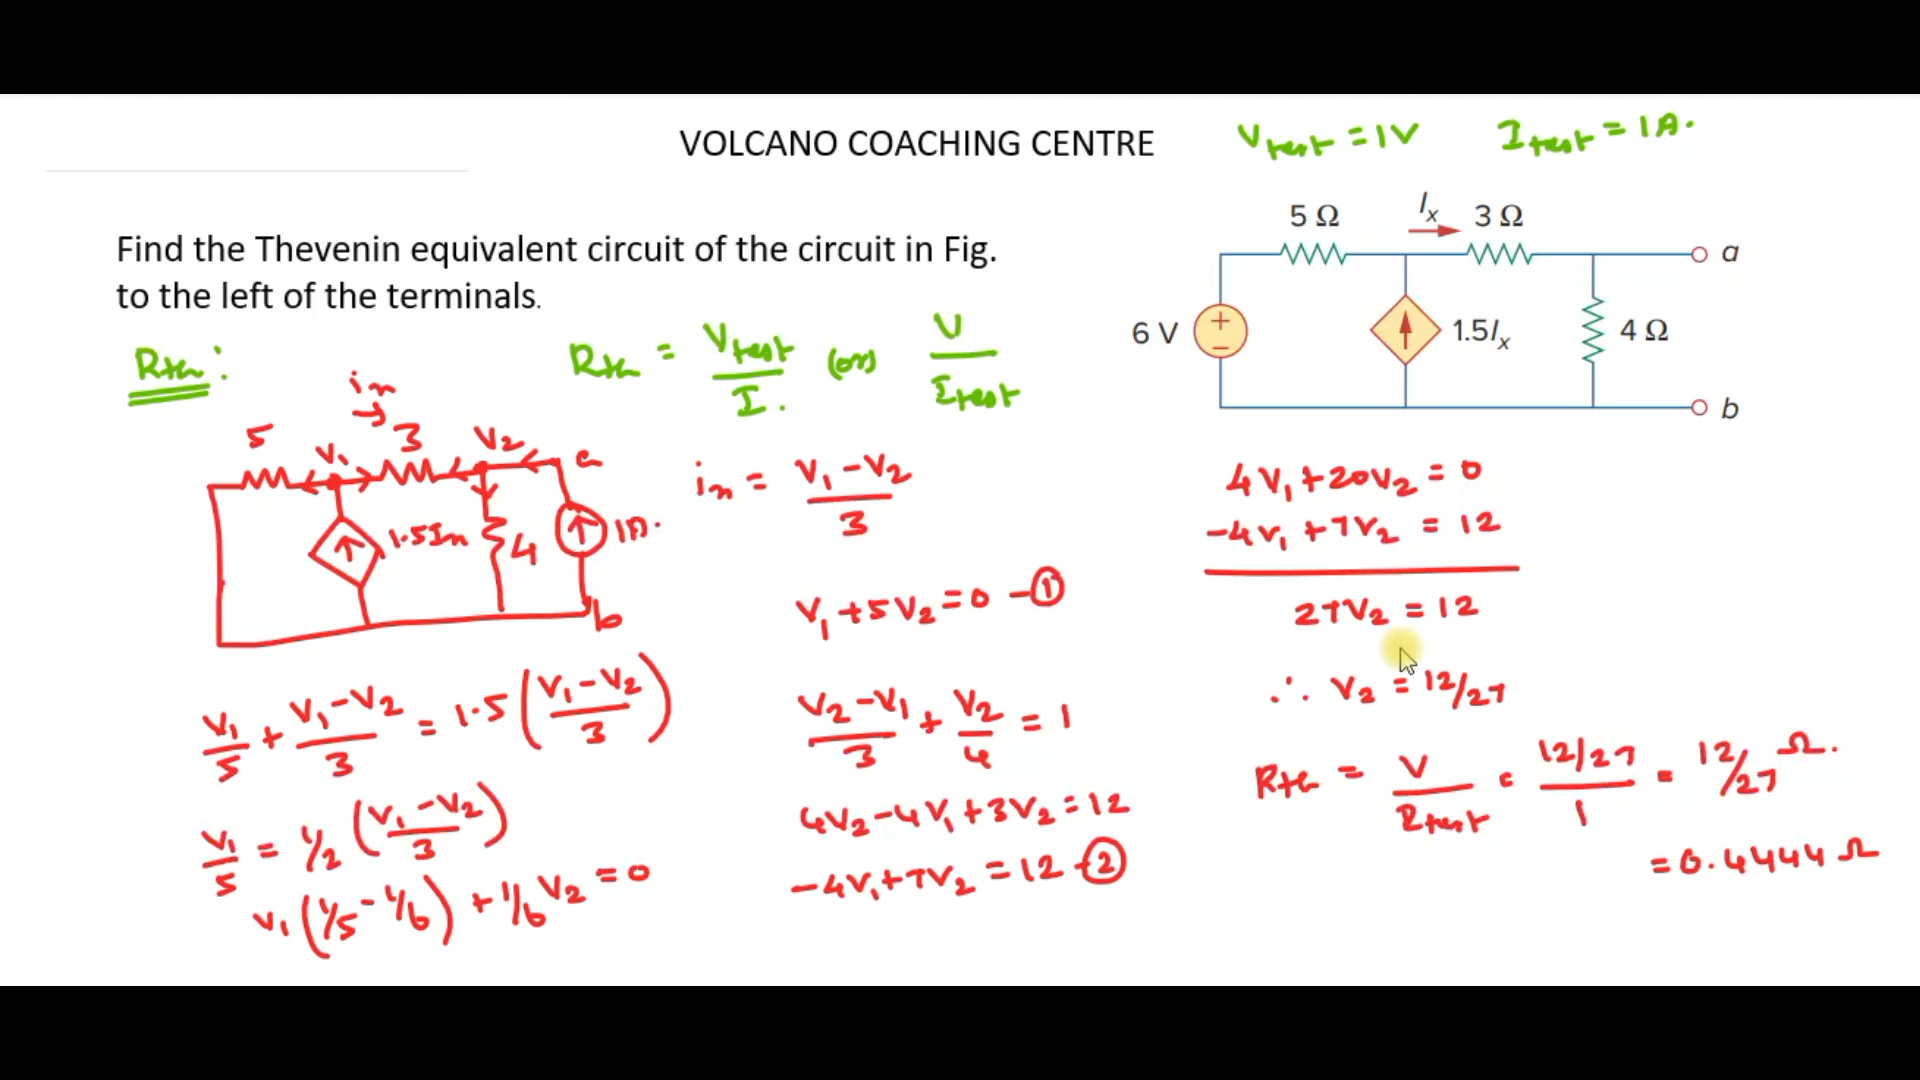 VOLCANO COACHING CENTRE
Vtest = 1V Itest = 1A.
Find the Thevenin equivalent circuit of the circuit in Fig.
to the left of the terminals.
5 Ω Ix 3 Ω a
6 V 1.5Ix 4 Ω b
Rth : Rth = Vtest/I. (or) V/Itest
ix
5 V1 3 V2 a
1.5Ix 4 1A.
b
ix = (V1 - V2)/3
V1 + 5V2 = 0 - ①
V1/5 + (V1 - V2)/3 = 1.5 ((V1 - V2)/3)
V1/5 = 1/2 ((V1 - V2)/3)
V1 (1/5 - 1/6) + 1/6 V2 = 0
(V2 - V1)/3 + V2/4 = 1
4V2 - 4V1 + 3V2 = 12
-4V1 + 7V2 = 12 - ②
4V1 + 20V2 = 0
-4V1 + 7V2 = 12
27V2 = 12
∴ V2 = 12/27
Rth = V/Itest = (12/27)/1 = 12/27 Ω.
= 0.4444 Ω